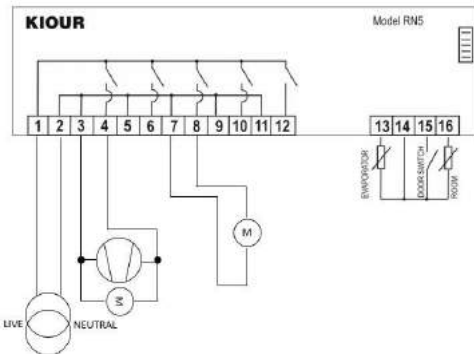 KIOUR
Model RN5
1 2 3 4 5 6 7 8 9 10 11 12
13 14 15 16
EVAPORATOR
DOOR SWITCH
ROOM
M
M
LIVE
NEUTRAL